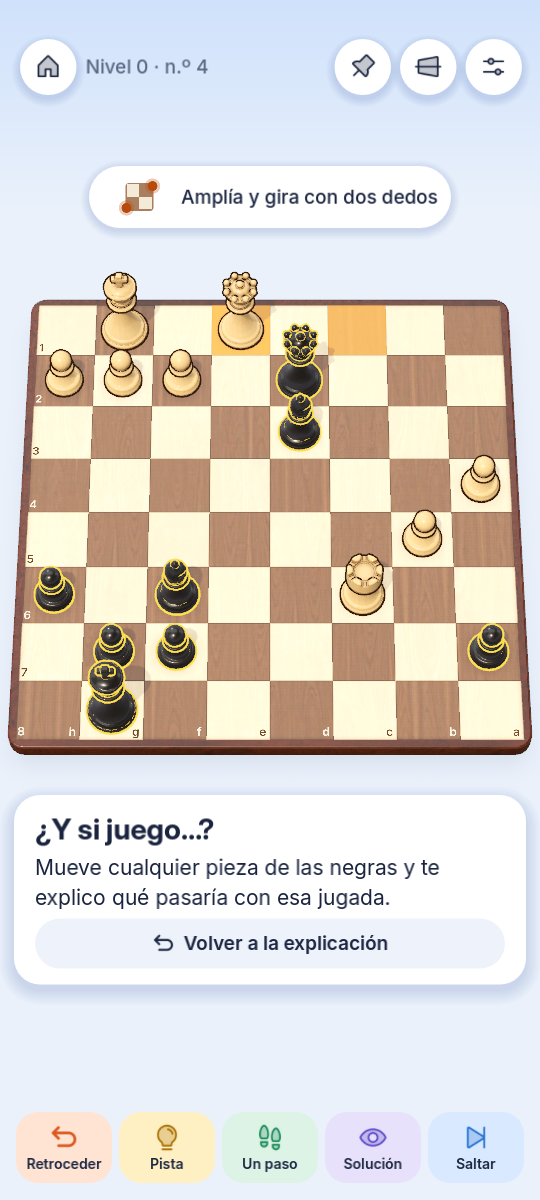 Nivel 0 · n.º 4
Amplía y gira con dos dedos
1
2
3
4
5
6
7
8 h g f e d c b a
¿Y si juego...?
Mueve cualquier pieza de las negras y te
explico qué pasaría con esa jugada.
Volver a la explicación
Retroceder Pista Un paso Solución Saltar